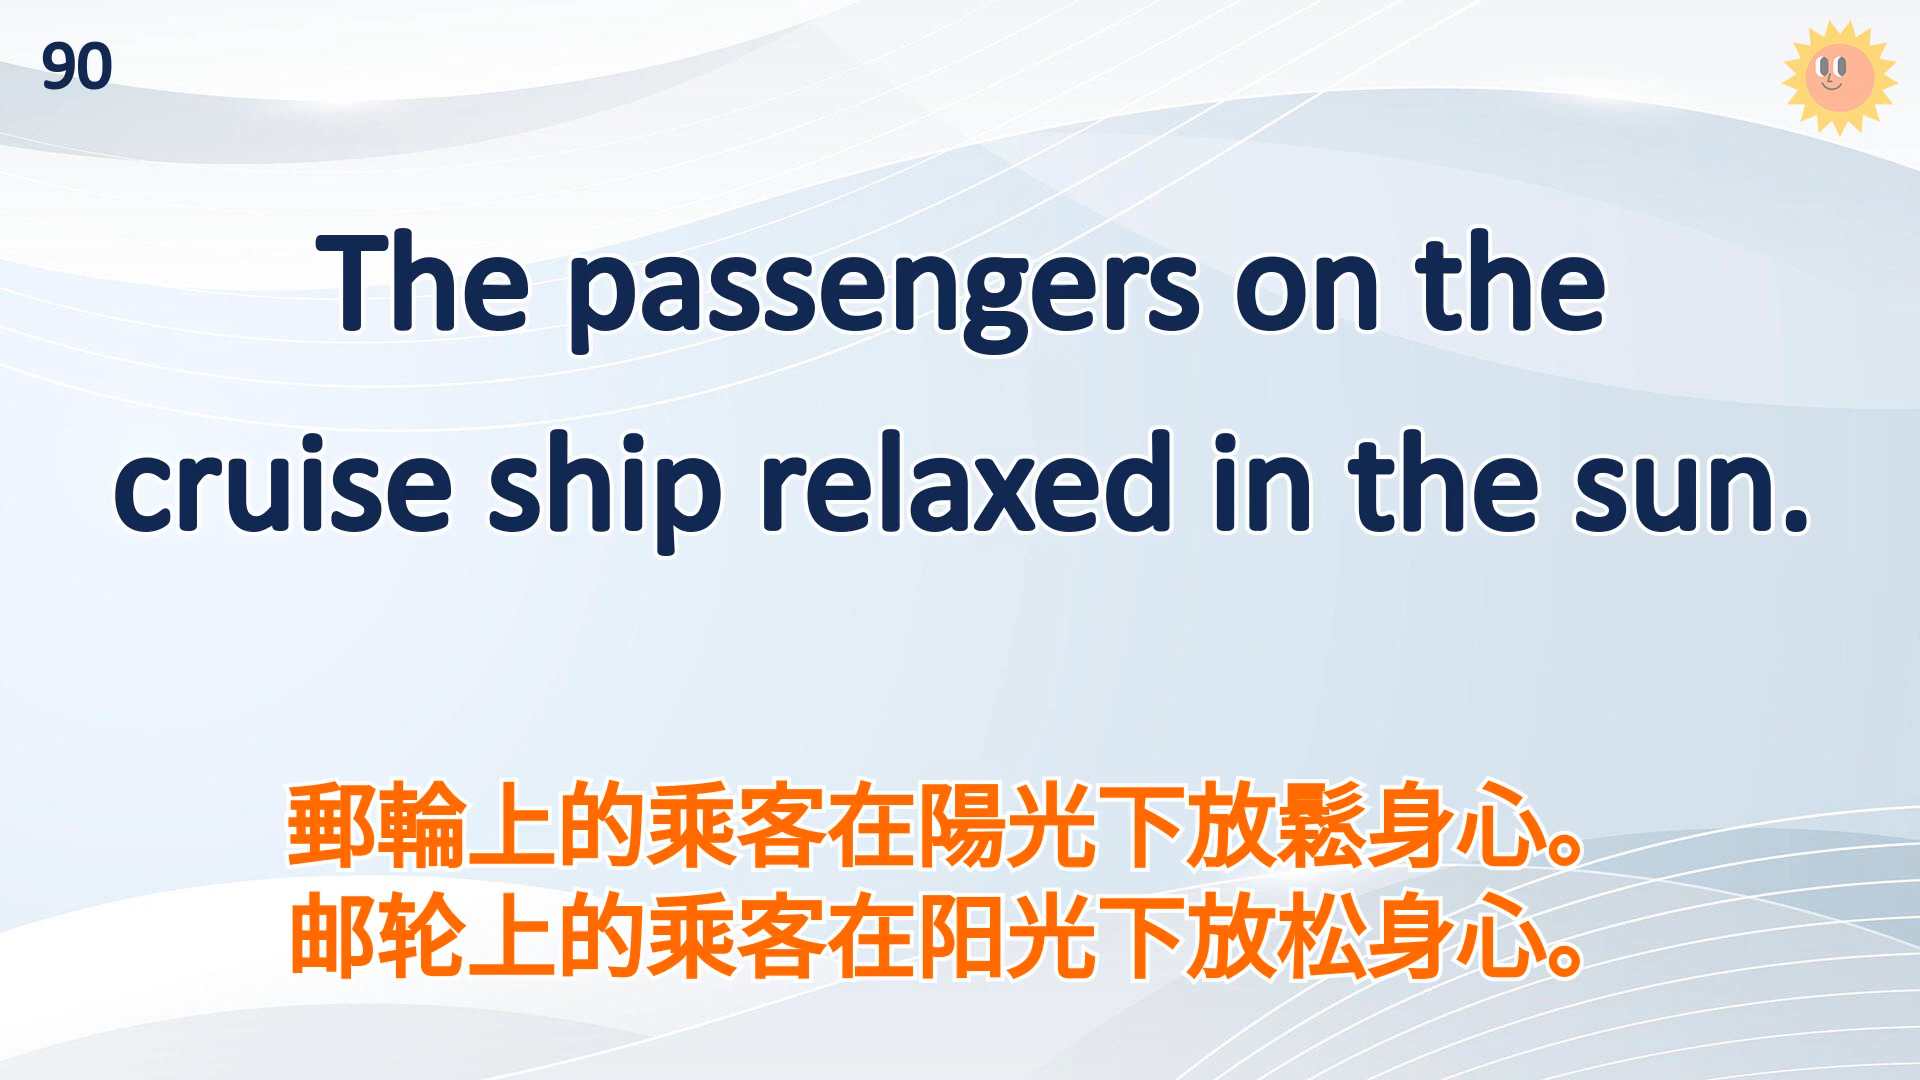 90
The passengers on the
cruise ship relaxed in the sun.
郵輪上的乘客在陽光下放鬆身心。
邮轮上的乘客在阳光下放松身心。